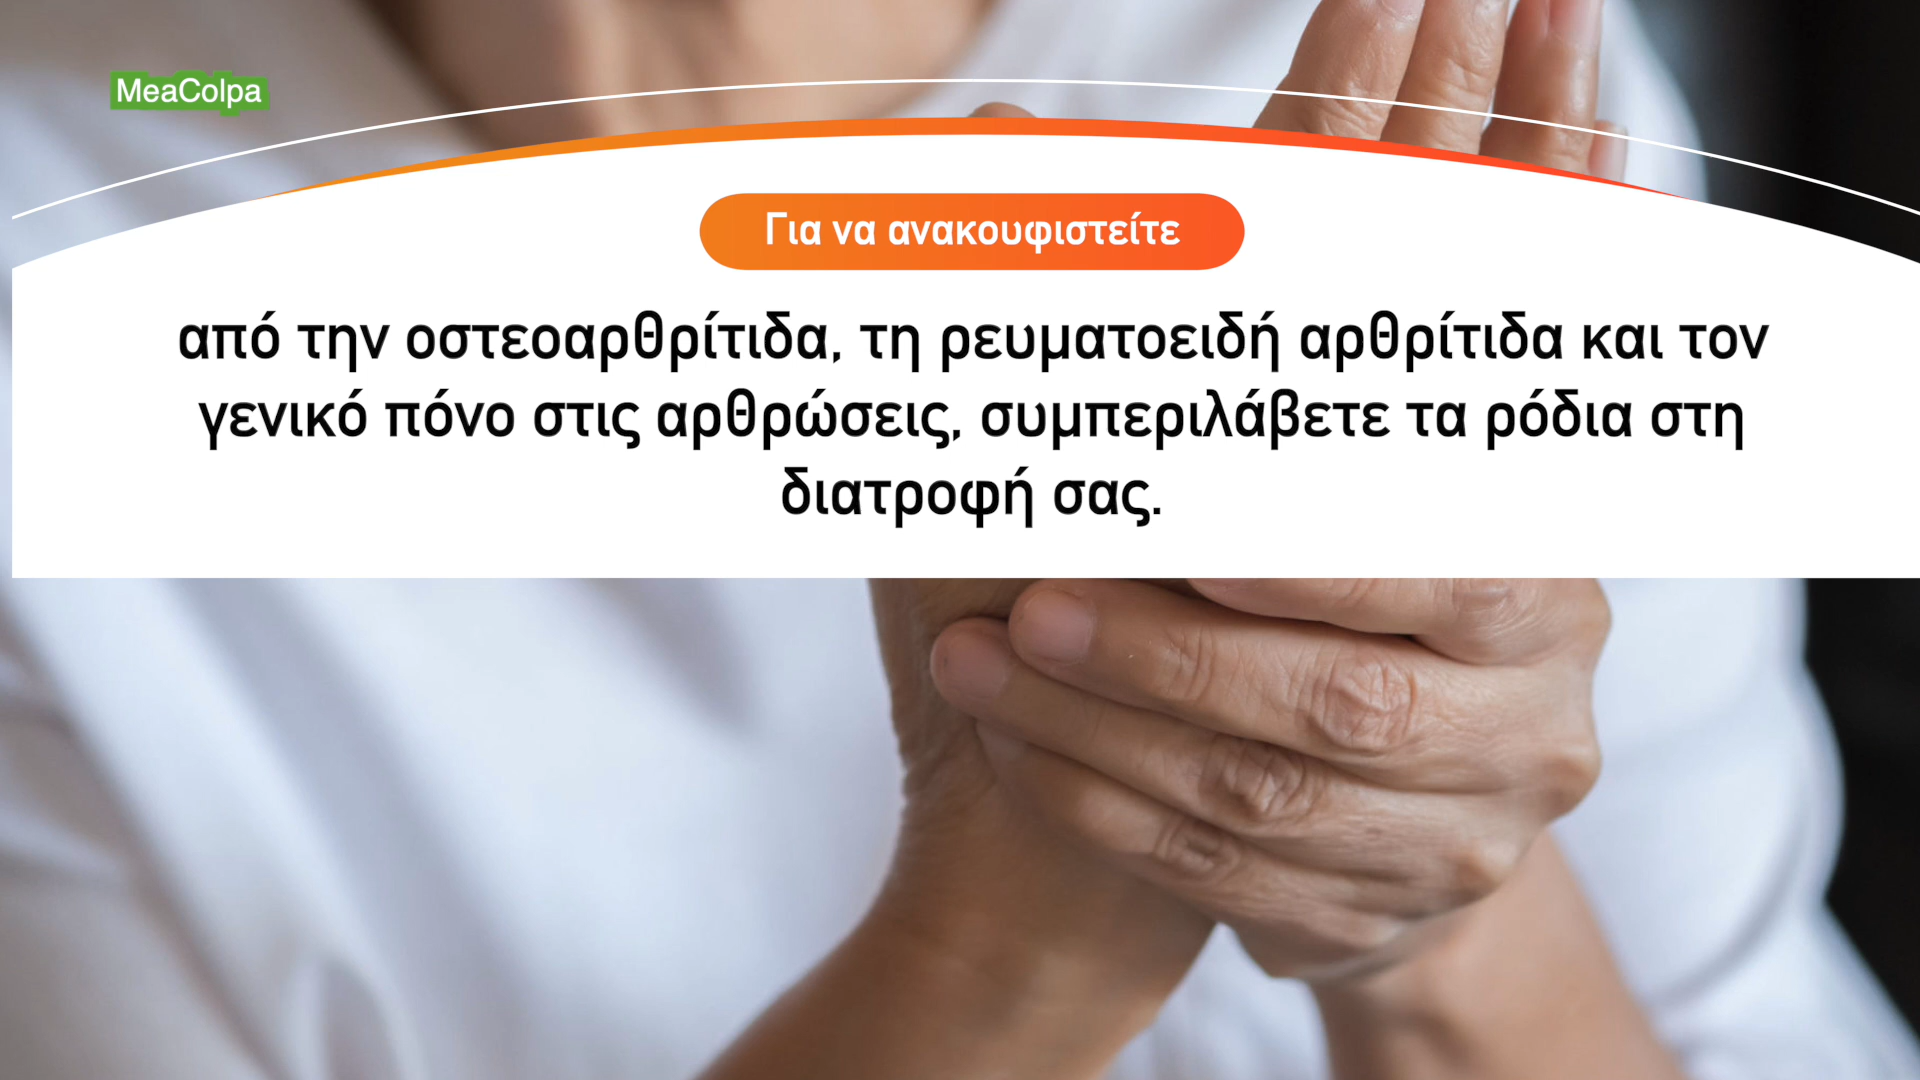 MeaColpa
Για να ανακουφιστείτε
από την οστεοαρθρίτιδα, τη ρευματοειδή αρθρίτιδα και τον
γενικό πόνο στις αρθρώσεις, συμπεριλάβετε τα ρόδια στη
διατροφή σας.